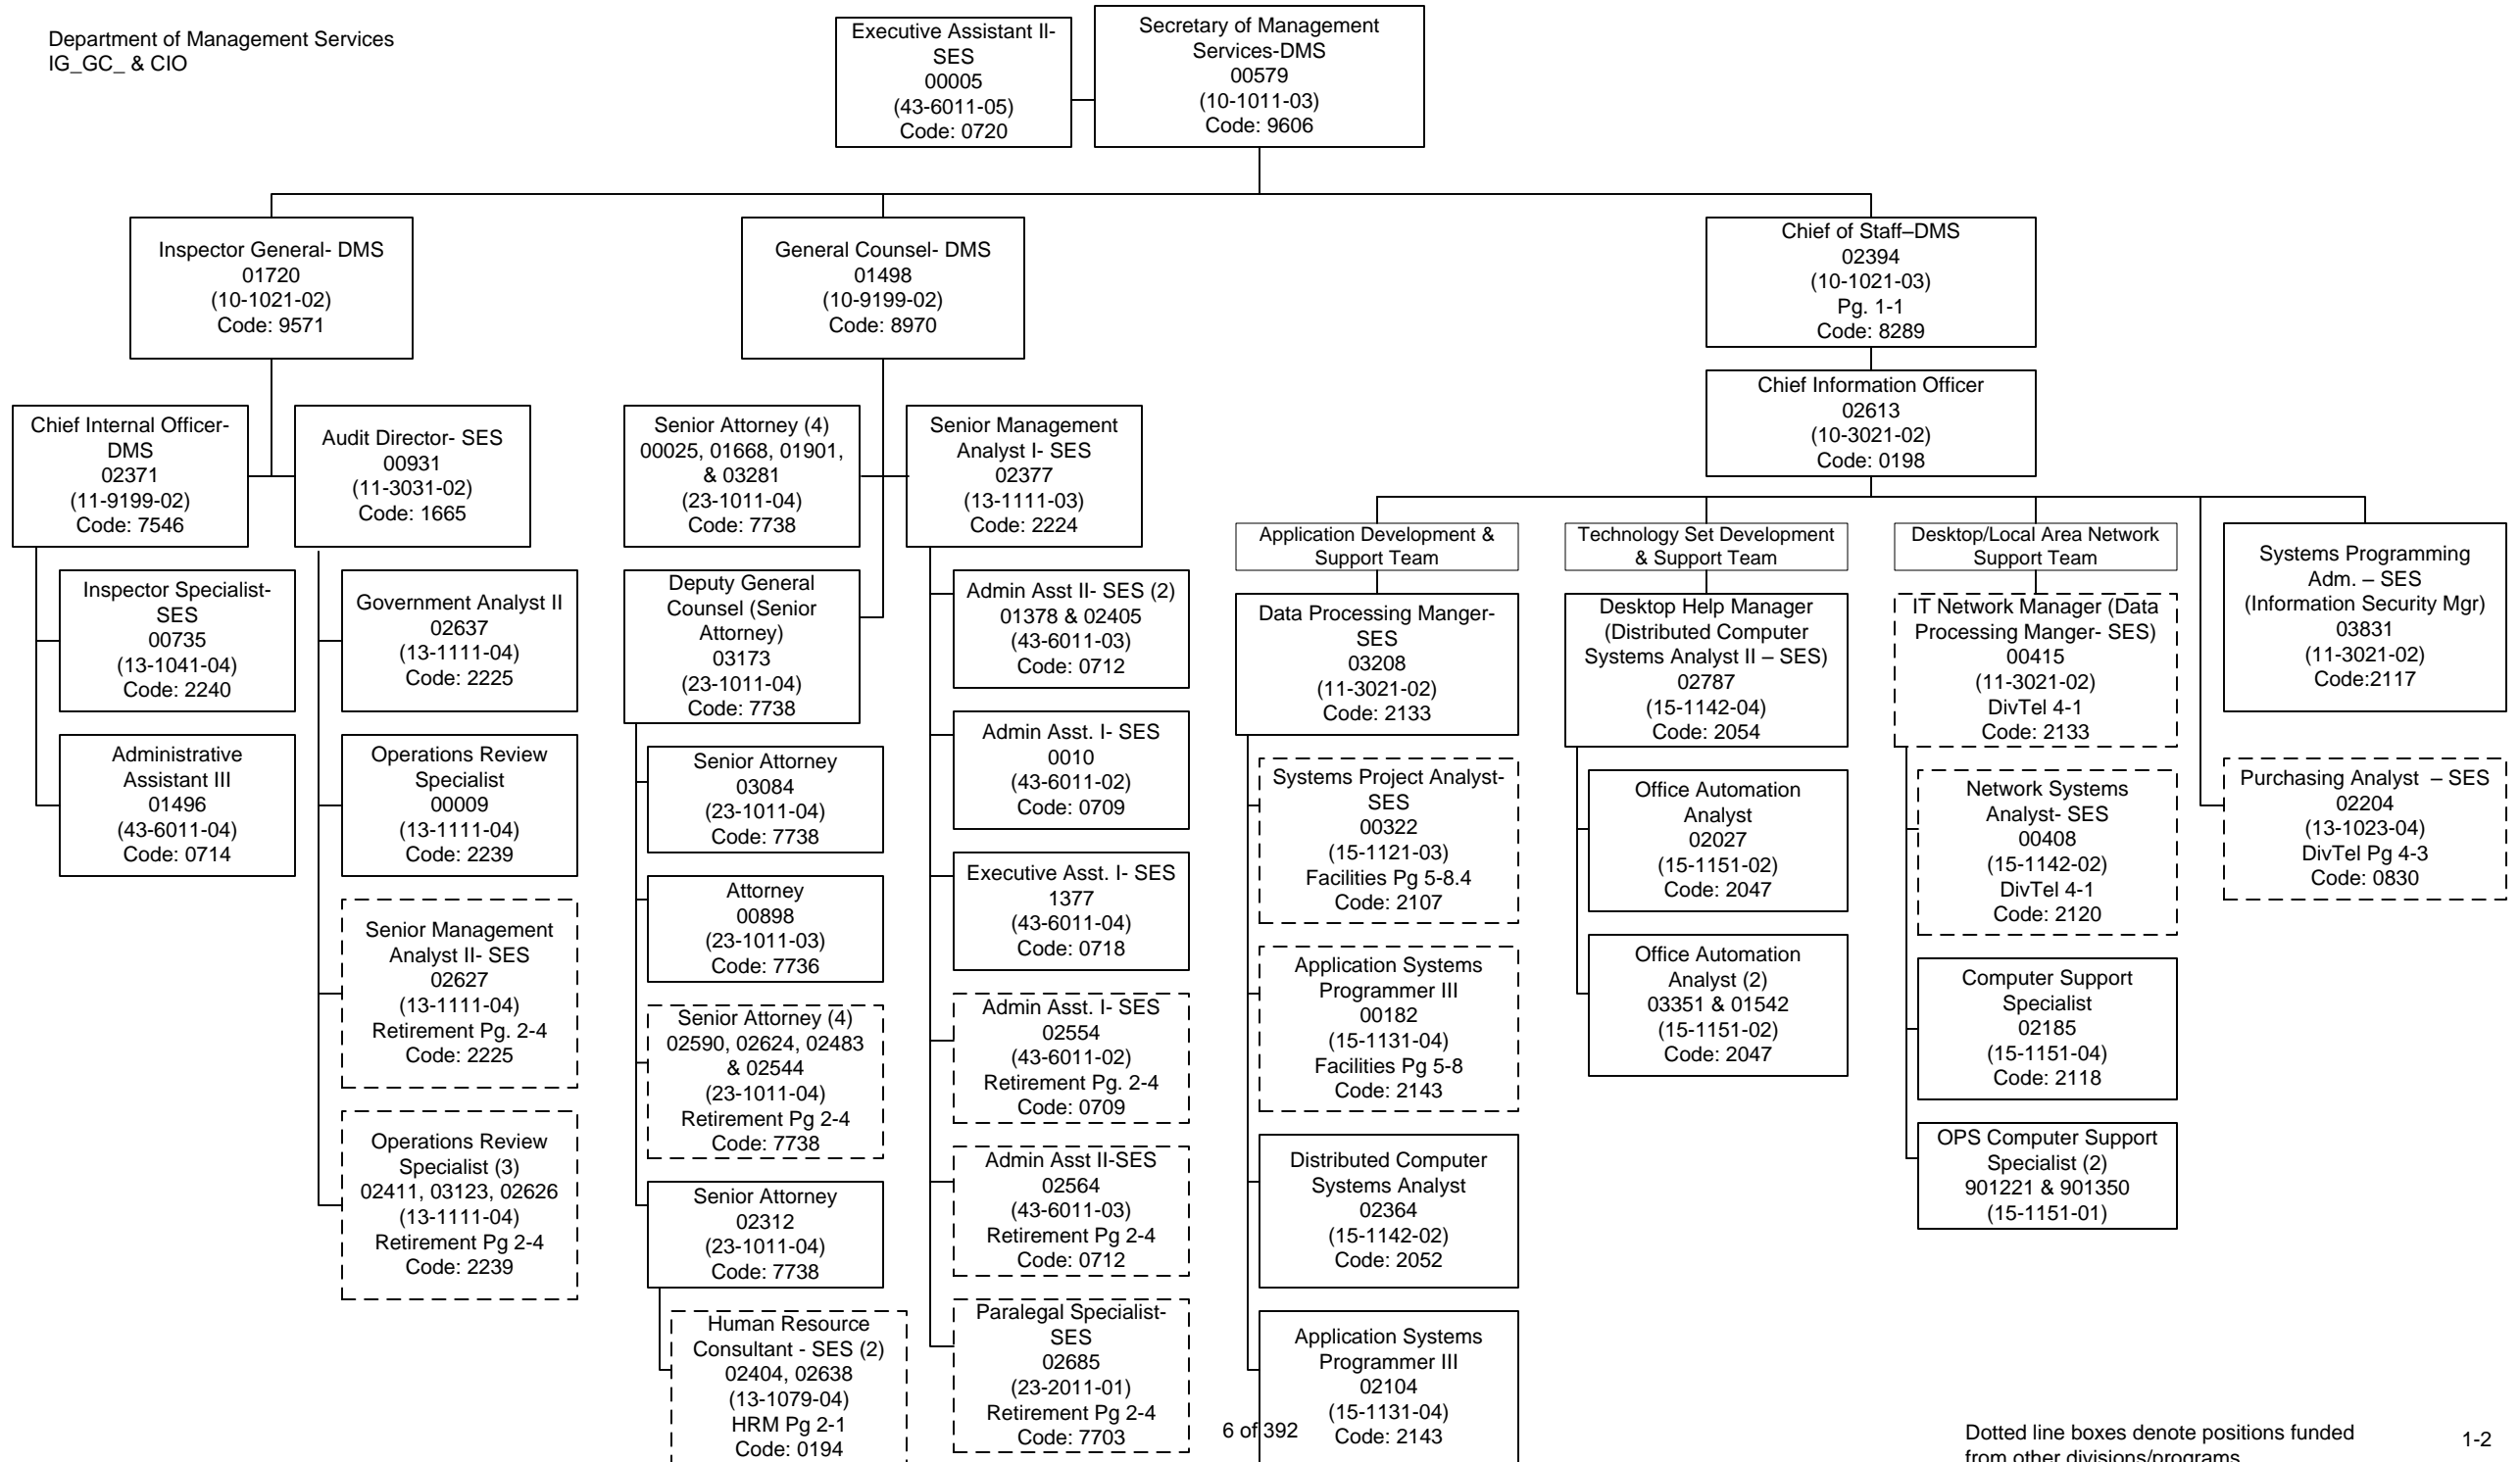 Department of Management Services
IG_GC_ & CIO
Executive Assistant II-
SES
00005
(43-6011-05)
Code: 0720
Secretary of Management
Services-DMS
00579
(10-1011-03)
Code: 9606
Inspector General- DMS
01720
(10-1021-02)
Code: 9571
General Counsel- DMS
01498
(10-9199-02)
Code: 8970
Chief of Staff–DMS
02394
(10-1021-03)
Pg. 1-1
Code: 8289
Chief Information Officer
02613
(10-3021-02)
Code: 0198
Chief Internal Officer-
DMS
02371
(11-9199-02)
Code: 7546
Audit Director- SES
00931
(11-3031-02)
Code: 1665
Inspector Specialist-
SES
00735
(13-1041-04)
Code: 2240
Administrative
Assistant III
01496
(43-6011-04)
Code: 0714
Government Analyst II
02637
(13-1111-04)
Code: 2225
Operations Review
Specialist
00009
(13-1111-04)
Code: 2239
Senior Management
Analyst II- SES
02627
(13-1111-04)
Retirement Pg. 2-4
Code: 2225
Operations Review
Specialist (3)
02411, 03123, 02626
(13-1111-04)
Retirement Pg 2-4
Code: 2239
Senior Attorney (4)
00025, 01668, 01901,
& 03281
(23-1011-04)
Code: 7738
Senior Management
Analyst I- SES
02377
(13-1111-03)
Code: 2224
Deputy General
Counsel (Senior
Attorney)
03173
(23-1011-04)
Code: 7738
Senior Attorney
03084
(23-1011-04)
Code: 7738
Attorney
00898
(23-1011-03)
Code: 7736
Senior Attorney (4)
02590, 02624, 02483
& 02544
(23-1011-04)
Retirement Pg 2-4
Code: 7738
Senior Attorney
02312
(23-1011-04)
Code: 7738
Human Resource
Consultant - SES (2)
02404, 02638
(13-1079-04)
HRM Pg 2-1
Code: 0194
Admin Asst II- SES (2)
01378 & 02405
(43-6011-03)
Code: 0712
Admin Asst. I- SES
0010
(43-6011-02)
Code: 0709
Executive Asst. I- SES
1377
(43-6011-04)
Code: 0718
Admin Asst. I- SES
02554
(43-6011-02)
Retirement Pg. 2-4
Code: 0709
Admin Asst II-SES
02564
(43-6011-03)
Retirement Pg 2-4
Code: 0712
Paralegal Specialist-
SES
02685
(23-2011-01)
Retirement Pg 2-4
Code: 7703
Application Development &
Support Team
Data Processing Manger-
SES
03208
(11-3021-02)
Code: 2133
Systems Project Analyst-
SES
00322
(15-1121-03)
Facilities Pg 5-8.4
Code: 2107
Application Systems
Programmer III
00182
(15-1131-04)
Facilities Pg 5-8
Code: 2143
Distributed Computer
Systems Analyst
02364
(15-1142-02)
Code: 2052
Application Systems
Programmer III
02104
(15-1131-04)
Code: 2143
Technology Set Development
& Support Team
Desktop Help Manager
(Distributed Computer
Systems Analyst II – SES)
02787
(15-1142-04)
Code: 2054
Office Automation
Analyst
02027
(15-1151-02)
Code: 2047
Office Automation
Analyst (2)
03351 & 01542
(15-1151-02)
Code: 2047
Desktop/Local Area Network
Support Team
IT Network Manager (Data
Processing Manger- SES)
00415
(11-3021-02)
DivTel 4-1
Code: 2133
Network Systems
Analyst- SES
00408
(15-1142-02)
DivTel 4-1
Code: 2120
Computer Support
Specialist
02185
(15-1151-04)
Code: 2118
OPS Computer Support
Specialist (2)
901221 & 901350
(15-1151-01)
Systems Programming
Adm. – SES
(Information Security Mgr)
03831
(11-3021-02)
Code:2117
Purchasing Analyst – SES
02204
(13-1023-04)
DivTel Pg 4-3
Code: 0830
6 of 392
Dotted line boxes denote positions funded
from other divisions/programs
1-2